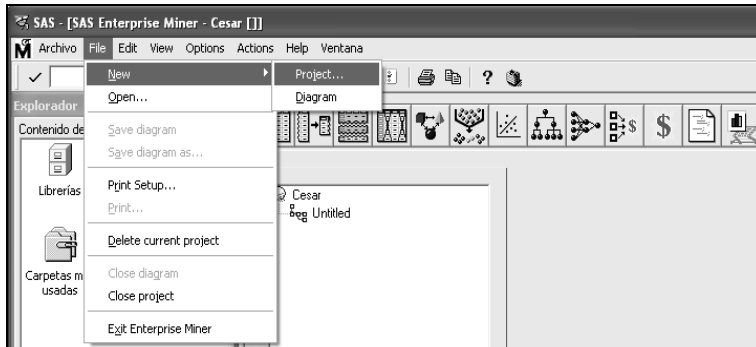 SAS - [SAS Enterprise Miner - Cesar []]
Archivo File Edit View Options Actions Help Ventana
New
Project...
Open...
Diagram
Explorador
Contenido de
Save diagram
Save diagram as...
Librerías
Print Setup...
Print...
Cesar
Untitled
Delete current project
Carpetas m
usadas
Close diagram
Close project
Exit Enterprise Miner